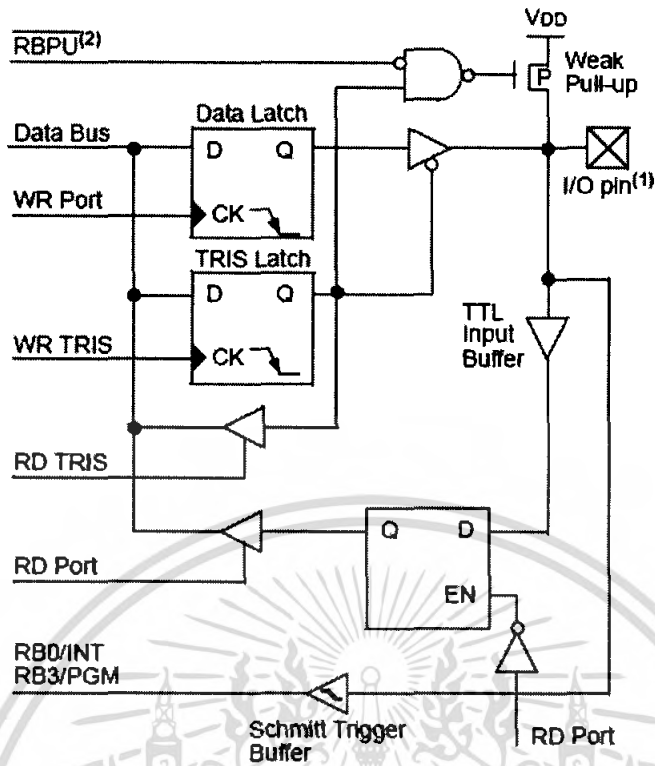 RBPU(2)
VDD
P
Weak
Pull-up
Data Bus
Data Latch
D Q
I/O pin(1)
WR Port
CK
TRIS Latch
D Q
TTL
Input
Buffer
WR TRIS
CK
RD TRIS
Q D
RD Port
EN
RB0/INT
RB3/PGM
Schmitt Trigger
Buffer
RD Port